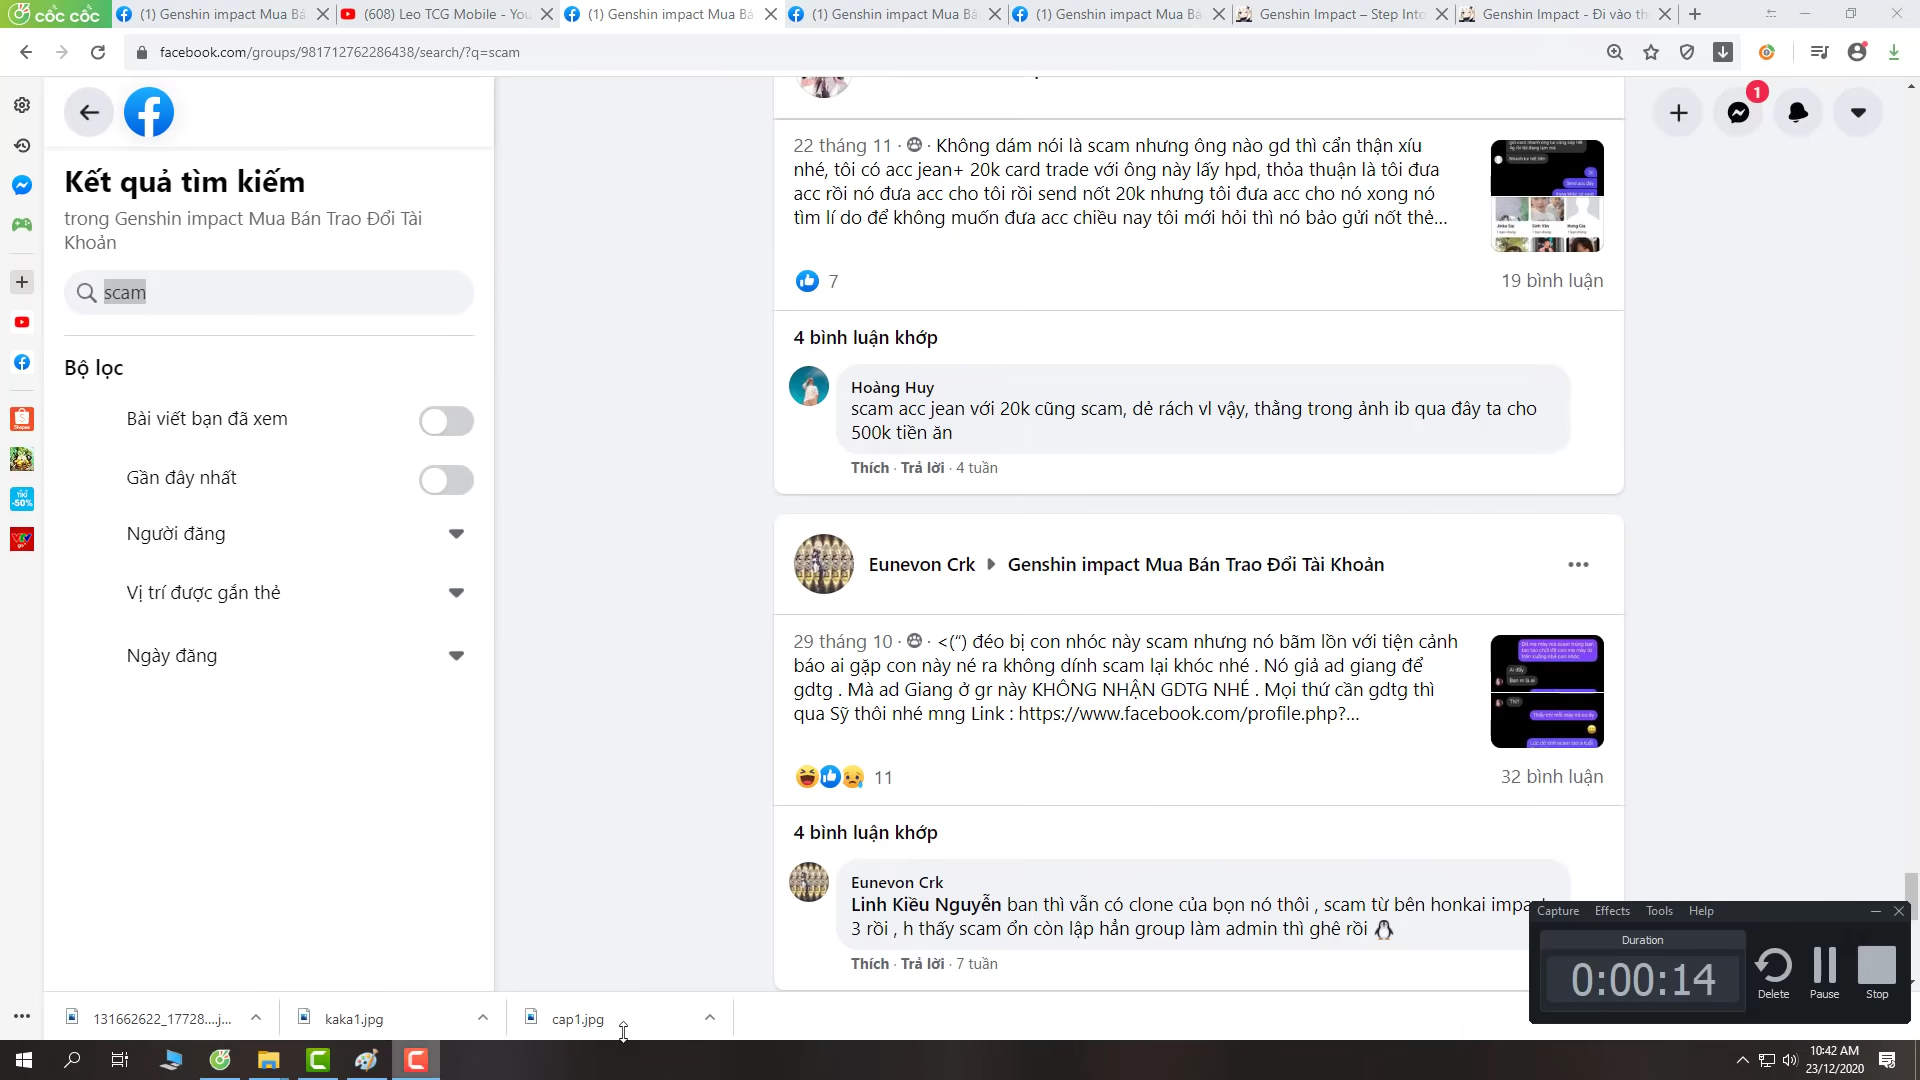 cốc cốc
(1) Genshin impact Mua Bá
(608) Leo TCG Mobile - You
(1) Genshin impact Mua Bá
(1) Genshin impact Mua Bá
(1) Genshin impact Mua Bá
Genshin Impact – Step Into
Genshin Impact - Đi vào th
facebook.com/groups/981712762286438/search/?q=scam
1
Kết quả tìm kiếm
trong Genshin impact Mua Bán Trao Đổi Tài
Khoản
scam
Bộ lọc
Bài viết bạn đã xem
Gần đây nhất
Người đăng
Vị trí được gắn thẻ
Ngày đăng
22 tháng 11 · Không dám nói là scam nhưng ông nào gd thì cẩn thận xíu
nhé, tôi có acc jean+ 20k card trade với ông này lấy hpd, thỏa thuận là tôi đưa
acc rồi nó đưa acc cho tôi rồi send nốt 20k nhưng tôi đưa acc cho nó xong nó
tìm lí do để không muốn đưa acc chiều nay tôi mới hỏi thì nó bảo gửi nốt thẻ...
7
19 bình luận
4 bình luận khớp
Hoàng Huy
scam acc jean với 20k cũng scam, dẻ rách vl vậy, thằng trong ảnh ib qua đây ta cho
500k tiền ăn
Thích · Trả lời · 4 tuần
Eunevon Crk
Genshin impact Mua Bán Trao Đổi Tài Khoản
29 tháng 10 · <(“) đéo bị con nhóc này scam nhưng nó bãm lồn với tiện cảnh
báo ai gặp con này né ra không dính scam lại khóc nhé . Nó giả ad giang để
gdtg . Mà ad Giang ở gr này KHÔNG NHẬN GDTG NHÉ . Mọi thứ cần gdtg thì
qua Sỹ thôi nhé mng Link : https://www.facebook.com/profile.php?...
11
32 bình luận
4 bình luận khớp
Eunevon Crk
Linh Kiều Nguyễn ban thì vẫn có clone của bọn nó thôi , scam từ bên honkai impa
3 rồi , h thấy scam ổn còn lập hẳn group làm admin thì ghê rồi
Thích · Trả lời · 7 tuần
Capture Effects Tools Help
Duration
0:00:14
Delete
Pause
Stop
131662622_17728....j...
kaka1.jpg
cap1.jpg
10:42 AM
23/12/2020